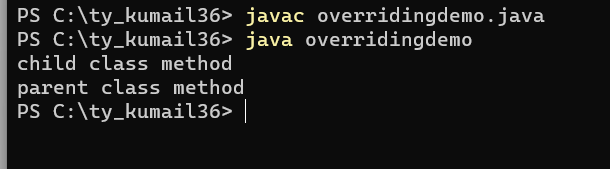 PS C:\ty_kumail36> javac overridingdemo.java
PS C:\ty_kumail36> java overridingdemo
child class method
parent class method
PS C:\ty_kumail36>